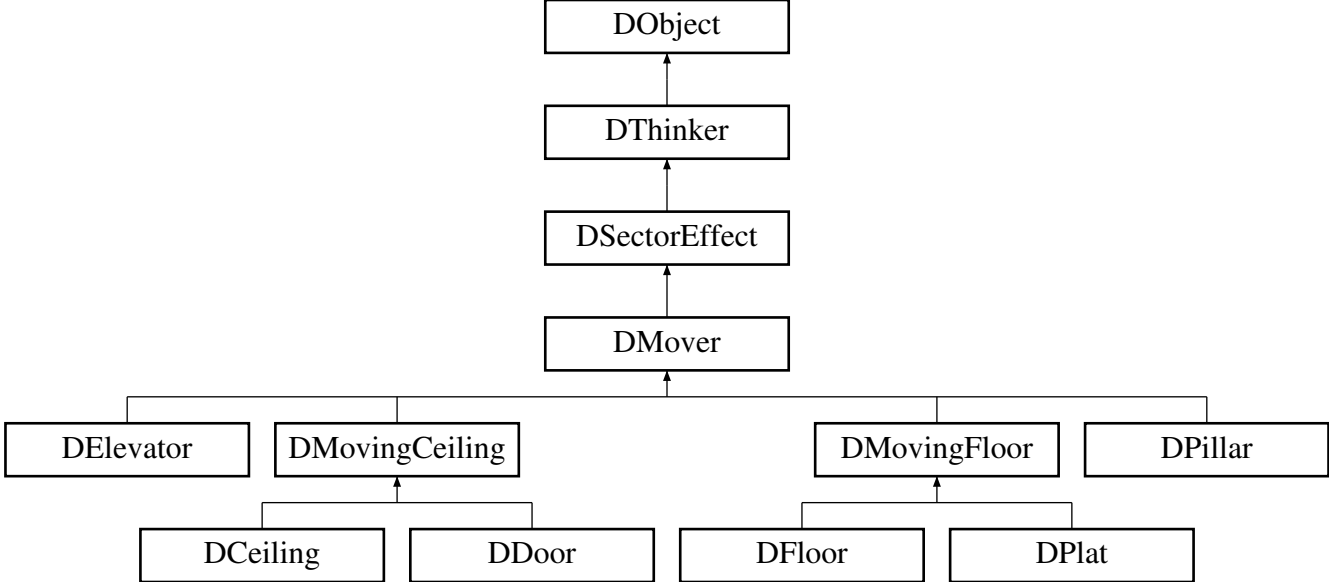 DObject
DThinker
DSectorEffect
DMover
DElevator DMovingCeiling DMovingFloor DPillar
DCeiling DDoor DFloor DPlat